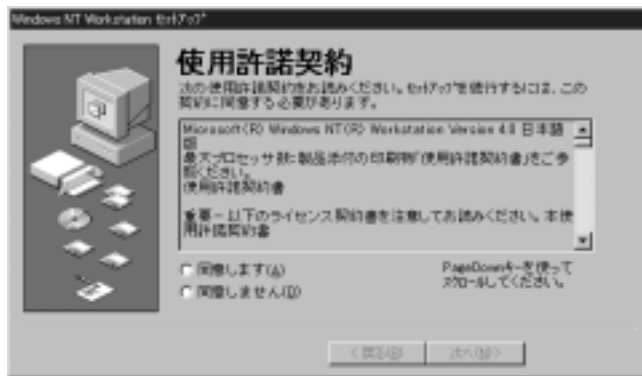 Windows NT Workstation セットアップ
使用許諾契約
次の使用許諾契約をお読みください。セットアップを続行するには、この
契約に同意する必要があります。
Microsoft(R) Windows NT(R) Workstation Version 4.0 日本語
版
最大プロセッサ数:製品添付の印刷物「使用許諾契約書」をご参
照ください。
使用許諾契約書
重要－以下のライセンス契約書を注意してお読みください。本使
用許諾契約書
同意します(A)
同意しません(D)
PageDownキーを使って
スクロールしてください。
< 戻る(B)
次へ(N) >